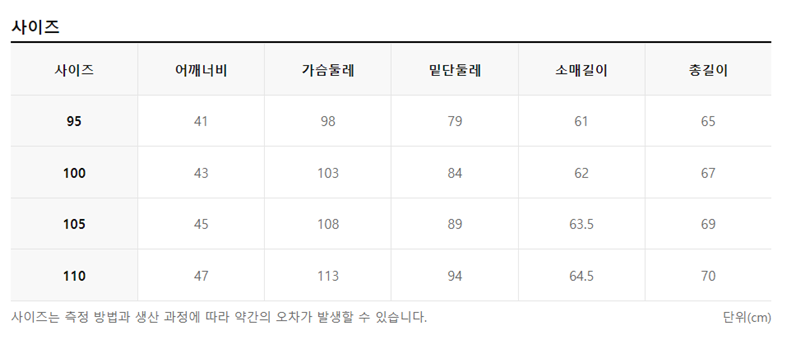 사이즈
사이즈 어깨너비 가슴둘레 밑단둘레 소매길이 총길이
95 41 98 79 61 65
100 43 103 84 62 67
105 45 108 89 63.5 69
110 47 113 94 64.5 70
사이즈는 측정 방법과 생산 과정에 따라 약간의 오차가 발생할 수 있습니다. 단위(cm)